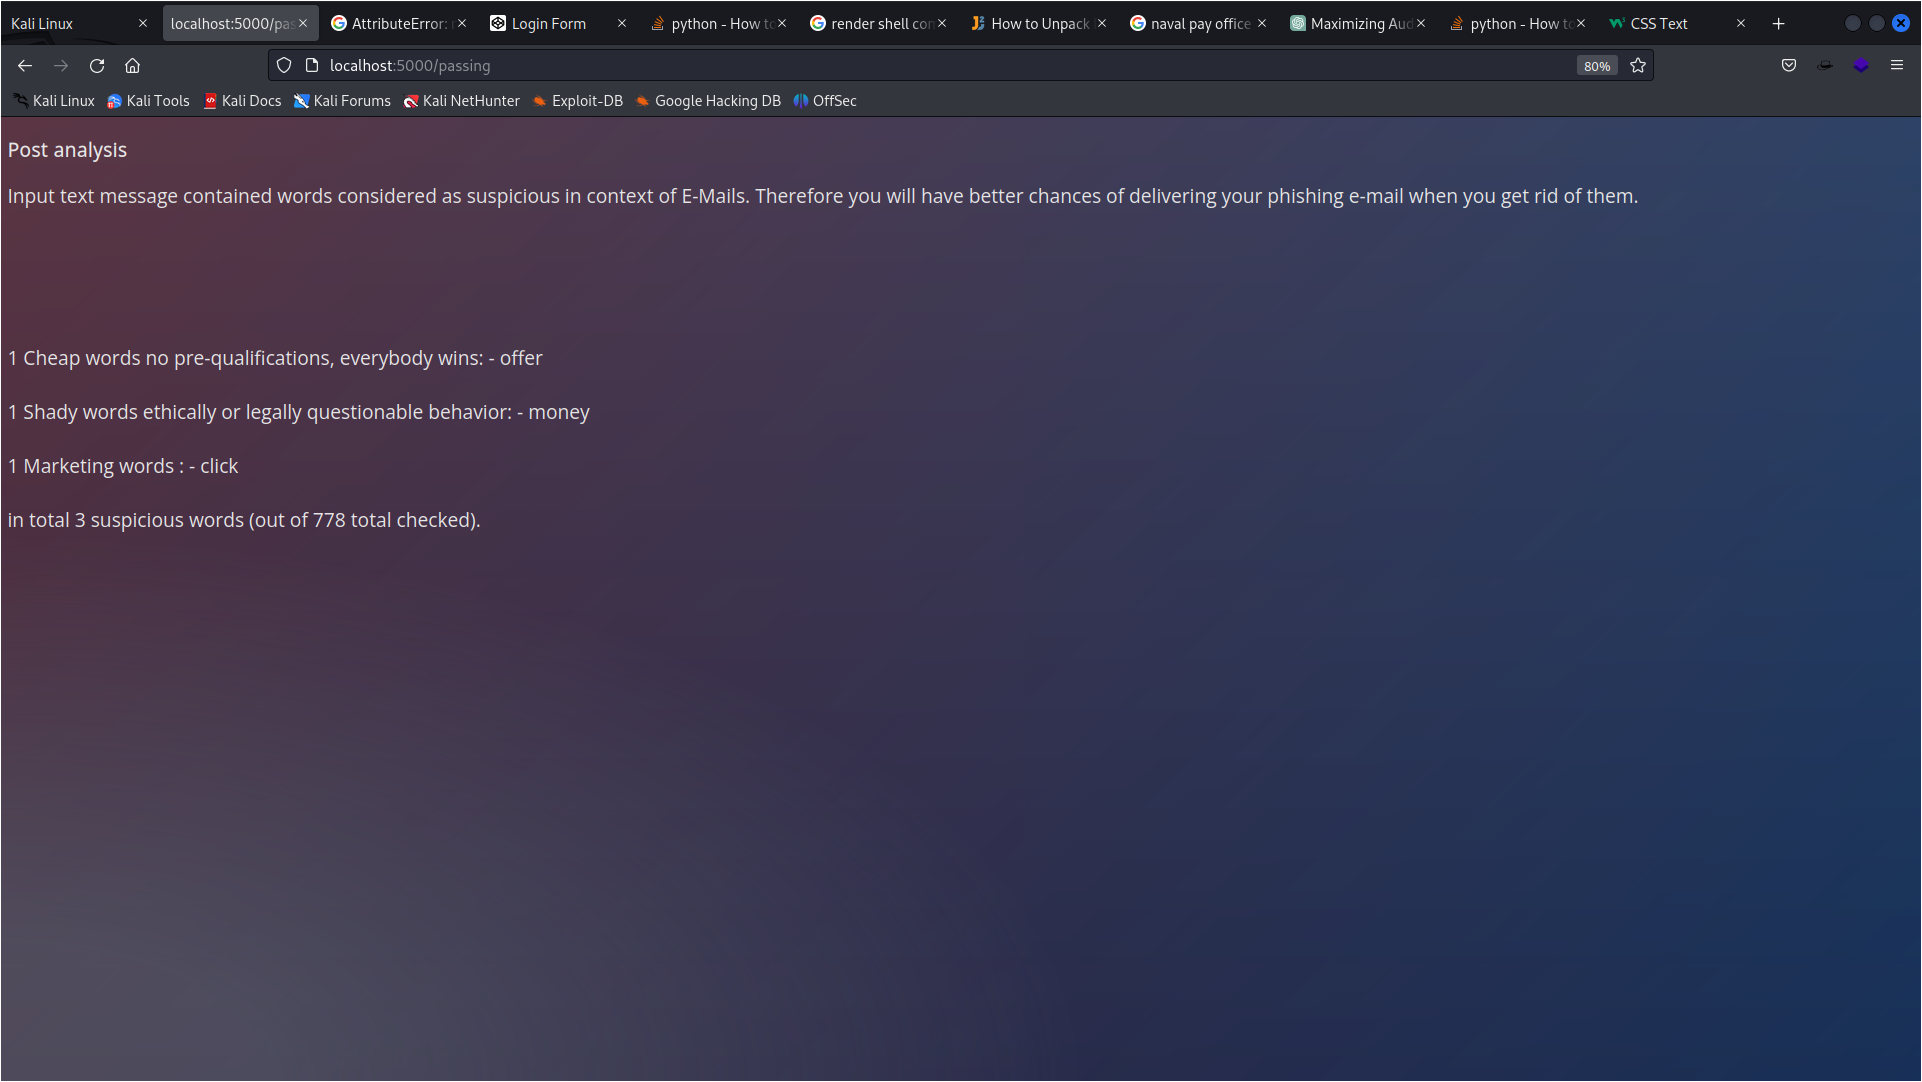 Kali Linux
localhost:5000/pas
AttributeError:
Login Form
python - How to
render shell con
How to Unpack
naval pay office
Maximizing Aud
python - How to
CSS Text
localhost:5000/passing
80%
Kali Linux
Kali Tools
Kali Docs
Kali Forums
Kali NetHunter
Exploit-DB
Google Hacking DB
OffSec
Post analysis
Input text message contained words considered as suspicious in context of E-Mails. Therefore you will have better chances of delivering your phishing e-mail when you get rid of them.
1 Cheap words no pre-qualifications, everybody wins: - offer
1 Shady words ethically or legally questionable behavior: - money
1 Marketing words : - click
in total 3 suspicious words (out of 778 total checked).